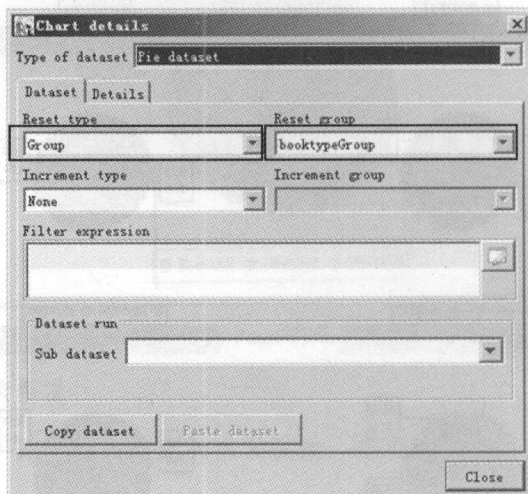 Chart details
Type of dataset Pie dataset
Dataset Details
Reset type Reset group
Group booktypeGroup
Increment type Increment group
None
Filter expression
Dataset run
Sub dataset
Copy dataset Paste dataset
Close